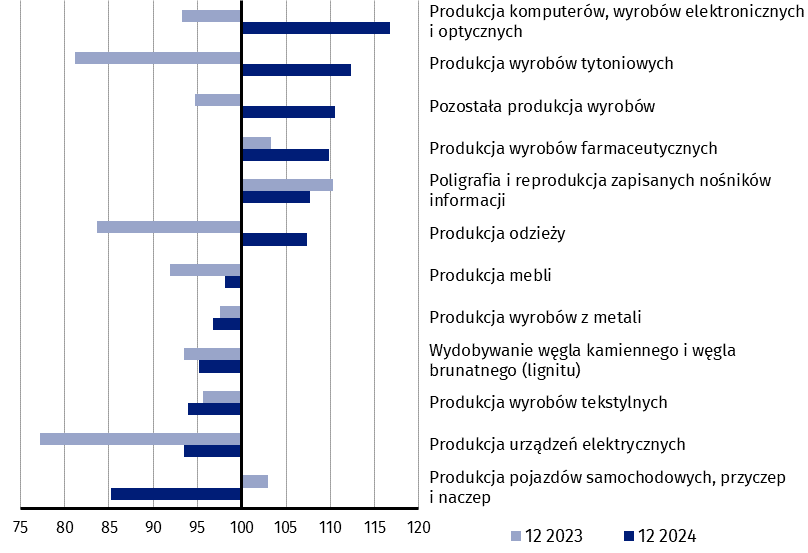 Produkcja komputerów, wyrobów elektronicznych
i optycznych
Produkcja wyrobów tytoniowych
Pozostała produkcja wyrobów
Produkcja wyrobów farmaceutycznych
Poligrafia i reprodukcja zapisanych nośników
informacji
Produkcja odzieży
Produkcja mebli
Produkcja wyrobów z metali
Wydobywanie węgla kamiennego i węgla
brunatnego (lignitu)
Produkcja wyrobów tekstylnych
Produkcja urządzeń elektrycznych
Produkcja pojazdów samochodowych, przyczep
i naczep
75 80 85 90 95 100 105 110 115 120
12 2023 12 2024